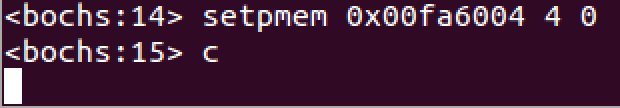 <bochs:14> setpmem 0x00fa6004 4 0
<bochs:15> c